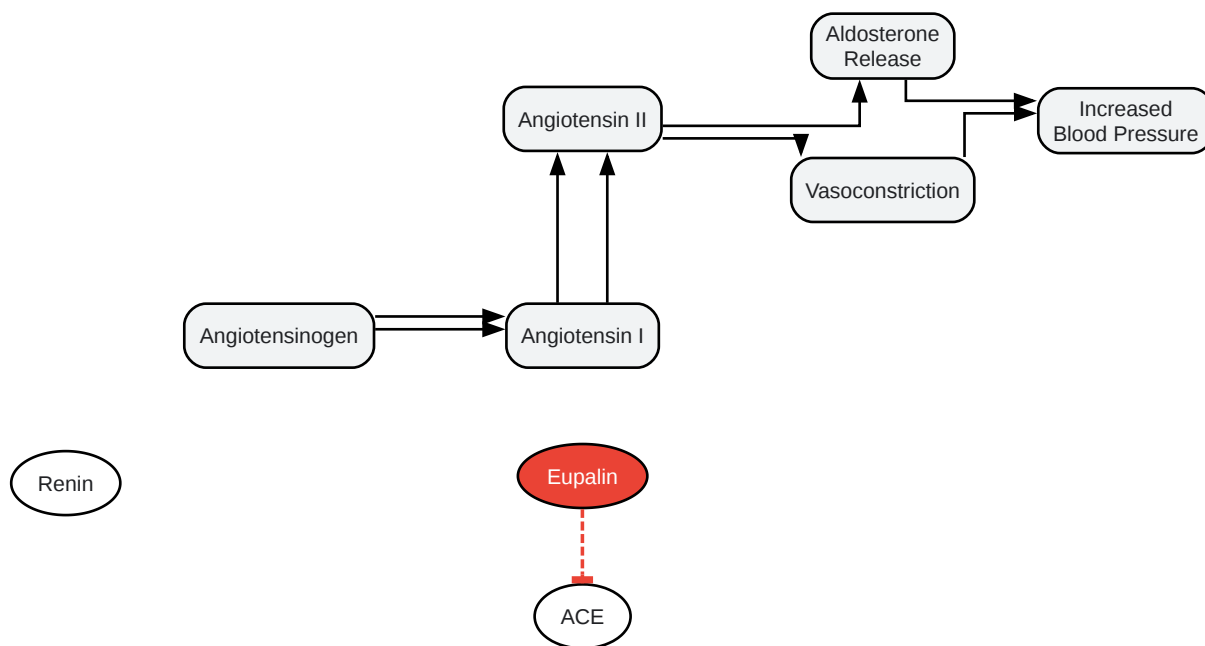 Aldosterone
Release
Angiotensin II
Increased
Blood Pressure
Vasoconstriction
Angiotensinogen
Angiotensin I
Renin
Eupalin
ACE